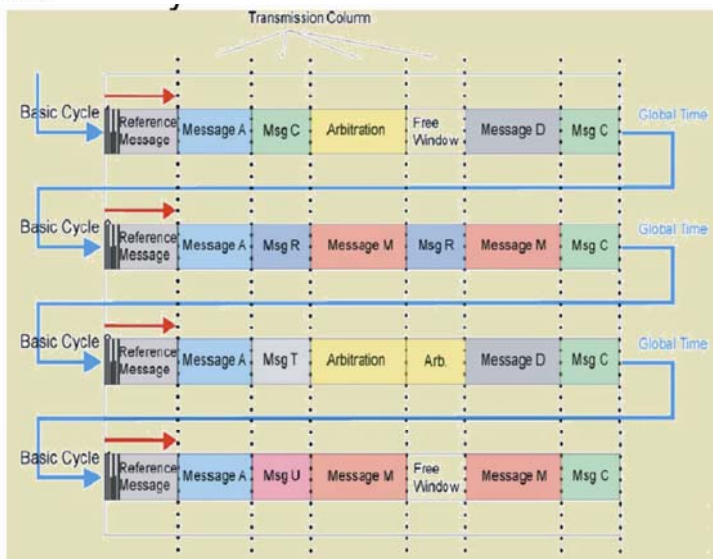 Transmission Column
Basic Cycle
Reference
Message
Message A
Msg C
Arbitration
Free
Window
Message D
Msg C
Global Time
Basic Cycle
Reference
Message
Message A
Msg R
Message M
Msg R
Message M
Msg C
Global Time
Basic Cycle
Reference
Message
Message A
Msg T
Arbitration
Arb.
Message D
Msg C
Global Time
Basic Cycle
Reference
Message
Message A
Msg U
Message M
Free
Window
Message M
Msg C